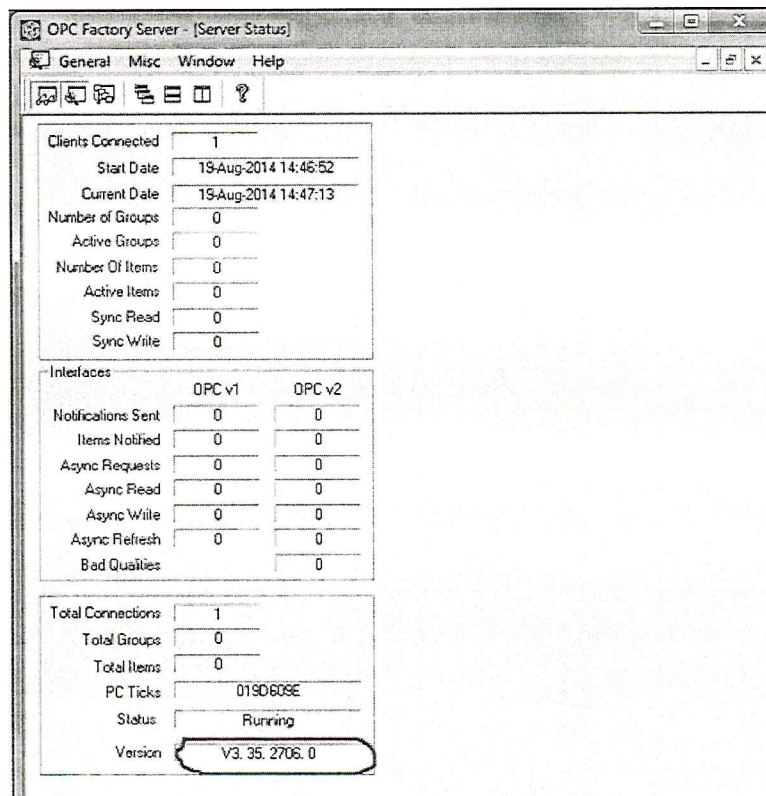 OPC Factory Server - [Server Status]
General Misc Window Help
Clients Connected 1
Start Date 19-Aug-2014 14:46:52
Current Date 19-Aug-2014 14:47:13
Number of Groups 0
Active Groups 0
Number Of Items 0
Active Items 0
Sync Read 0
Sync Write 0
Interfaces
OPC v1 OPC v2
Notifications Sent 0 0
Items Notified 0 0
Async Requests 0 0
Async Read 0 0
Async Write 0 0
Async Refresh 0 0
Bad Qualities 0
Total Connections 1
Total Groups 0
Total Items 0
PC Ticks 019D609E
Status Running
Version V3. 35. 2706. 0